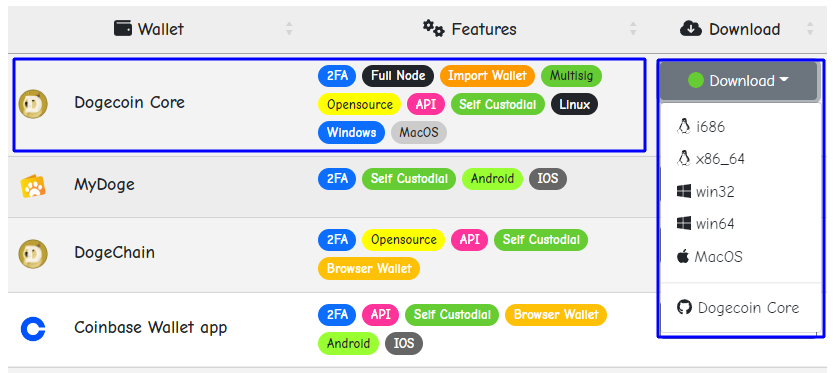 Wallet Features Download
Dogecoin Core
2FA Full Node Import Wallet Multisig
Opensource API Self Custodial Linux
Windows MacOS
Download
i686
x86_64
win32
win64
MacOS
Dogecoin Core
MyDoge
2FA Self Custodial Android IOS
DogeChain
2FA Opensource API Self Custodial
Browser Wallet
Coinbase Wallet app
2FA API Self Custodial Browser Wallet
Android IOS